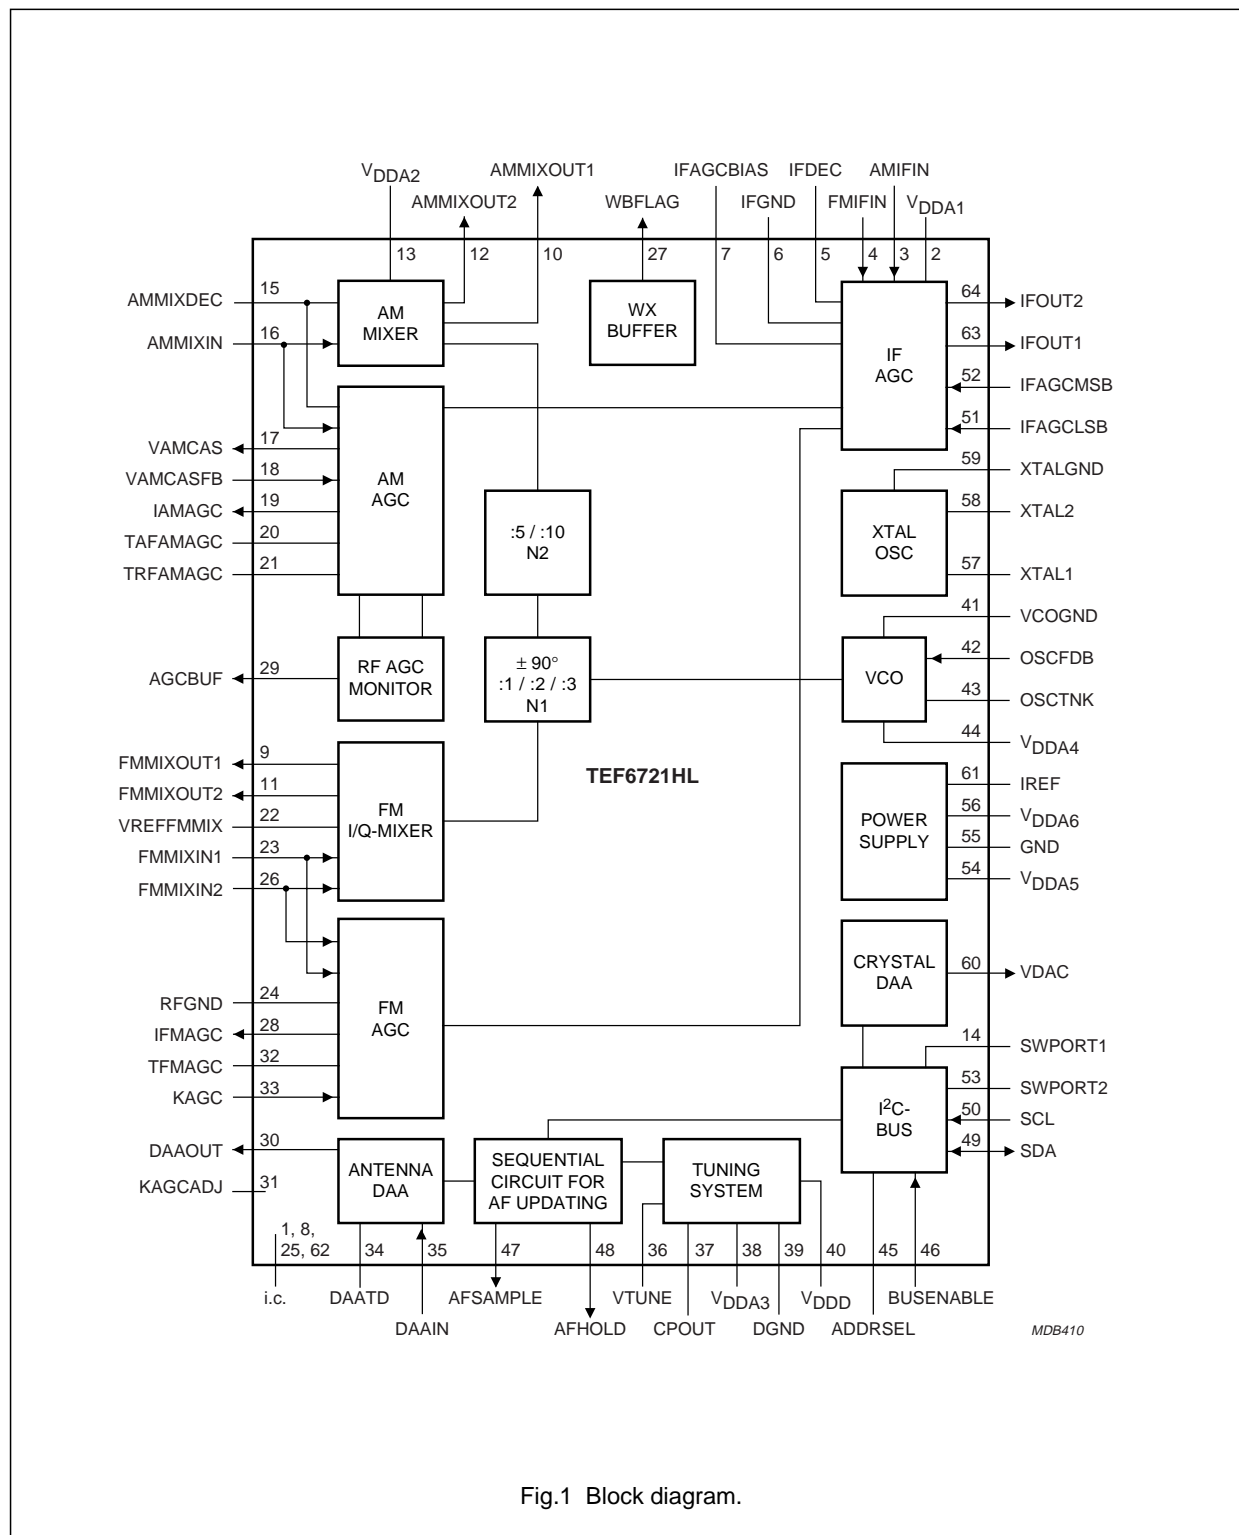 VDDA2
AMMIXOUT1
AMMIXOUT2
WBFLAG
IFAGCBIAS
IFDEC
AMIFIN
IFGND
FMIFIN
VDDA1
13
12
10
27
7
6
5
4
3
2
AMMIXDEC
15
AM
MIXER
WX
BUFFER
IF
AGC
64
IFOUT2
AMMIXIN
16
63
IFOUT1
52
IFAGCMSB
51
IFAGCLSB
VAMCAS
17
VAMCASFB
18
IAMAGC
19
TAFAMAGC
20
TRFAMAGC
21
AM
AGC
:5 / :10
N2
59
XTALGND
XTAL
OSC
58
XTAL2
57
XTAL1
41
VCOGND
AGCBUF
29
RF AGC
MONITOR
± 90°
:1 / :2 / :3
N1
VCO
42
OSCFDB
43
OSCTNK
44
VDDA4
FMMIXOUT1
9
FMMIXOUT2
11
VREFFMMIX
22
FMMIXIN1
23
FMMIXIN2
26
FM
I/Q-MIXER
TEF6721HL
POWER
SUPPLY
61
IREF
56
VDDA6
55
GND
54
VDDA5
CRYSTAL
DAA
60
VDAC
RFGND
24
IFMAGC
28
TFMAGC
32
KAGC
33
FM
AGC
14
SWPORT1
53
SWPORT2
I2C-
BUS
50
SCL
49
SDA
DAAOUT
30
KAGCADJ
31
ANTENNA
DAA
SEQUENTIAL
CIRCUIT FOR
AF UPDATING
TUNING
SYSTEM
1, 8,
25, 62
34
35
47
48
36
37
38
39
40
45
46
i.c.
DAATD
AFSAMPLE
VTUNE
VDDA3
VDDD
BUSENABLE
DAAIN
AFHOLD
CPOUT
DGND
ADDRSEL
MDB410
Fig.1 Block diagram.